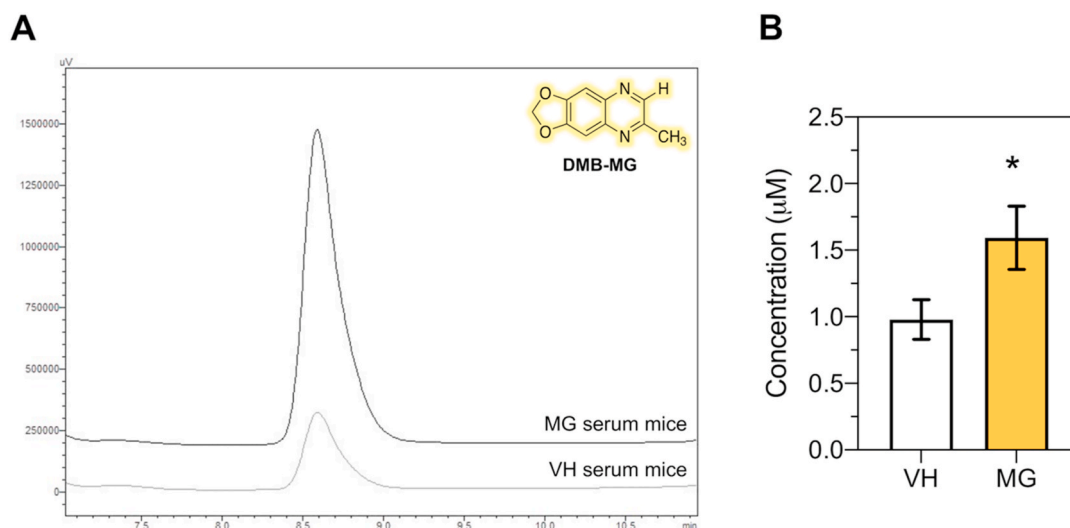 A
µV
1500000
1250000
1000000
750000
500000
250000
0
7.5 8.0 8.5 9.0 9.5 10.0 10.5 min
O
O
N
N
H
CH3
DMB-MG
MG serum mice
VH serum mice
B
Concentration (µM)
2.5
2.0
1.5
1.0
0.5
0.0
*
VH MG